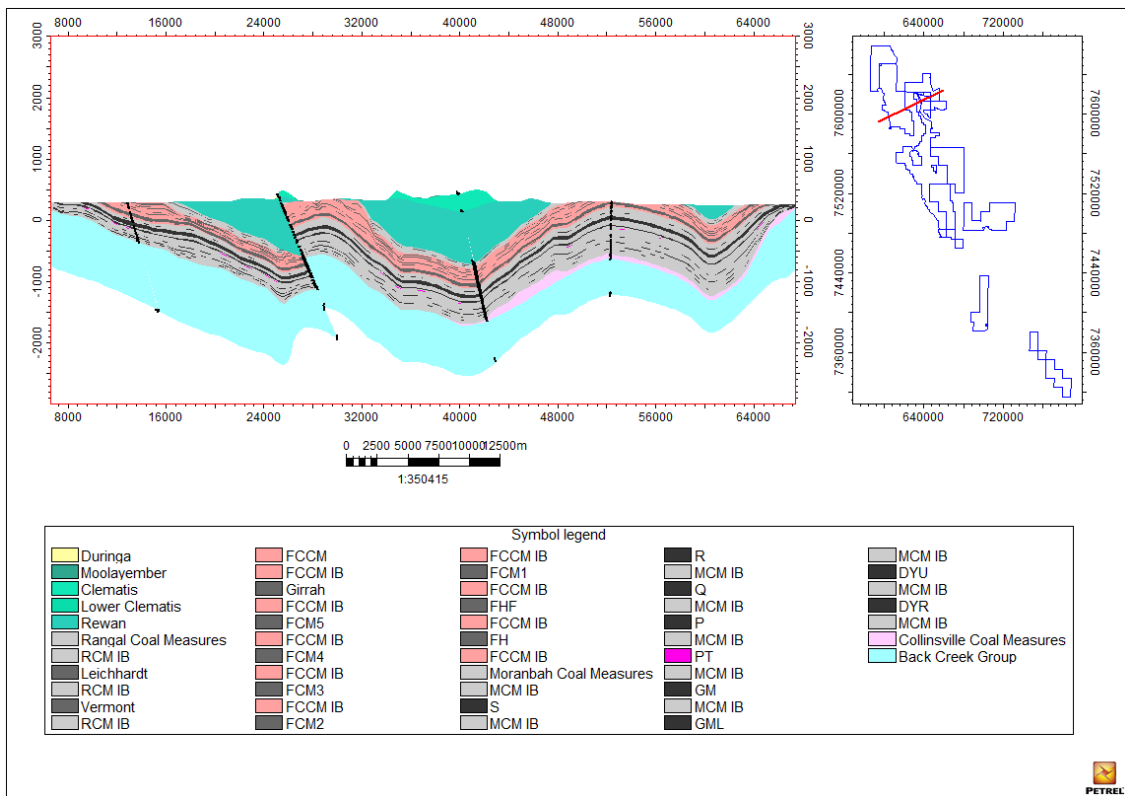 8000 16000 24000 32000 40000 48000 56000 64000
640000 720000
3000 3000
2000 2000
1000 1000
0 0
-1000 -1000
-2000 -2000
7600000 7600000
7520000 7520000
7440000 7440000
7360000 7360000
8000 16000 24000 32000 40000 48000 56000 64000
640000 720000
0 2500 5000 7500 10000 12500m
1:350415
Symbol legend
Duringa
Moolayember
Clematis
Lower Clematis
Rewan
Rangal Coal Measures
RCM IB
Leichhardt
RCM IB
Vermont
RCM IB
FCCM
FCCM IB
Girrah
FCCM IB
FCM5
FCCM IB
FCM4
FCCM IB
FCM3
FCCM IB
FCM2
FCCM IB
FCM1
FCCM IB
FHF
FCCM IB
FH
FCCM IB
Moranbah Coal Measures
MCM IB
S
MCM IB
R
MCM IB
Q
MCM IB
P
MCM IB
PT
MCM IB
GM
MCM IB
GML
MCM IB
DYU
MCM IB
DYR
MCM IB
Collinsville Coal Measures
Back Creek Group
PETREL